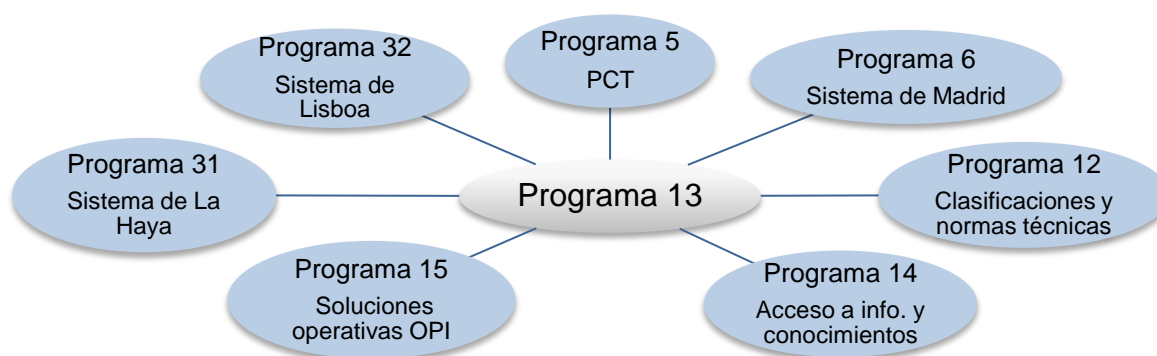 Programa 32
Sistema de
Lisboa
Programa 5
PCT
Programa 6
Sistema de Madrid
Programa 31
Sistema de La
Haya
Programa 13
Programa 12
Clasificaciones y
normas técnicas
Programa 15
Soluciones
operativas OPI
Programa 14
Acceso a info. y
conocimientos